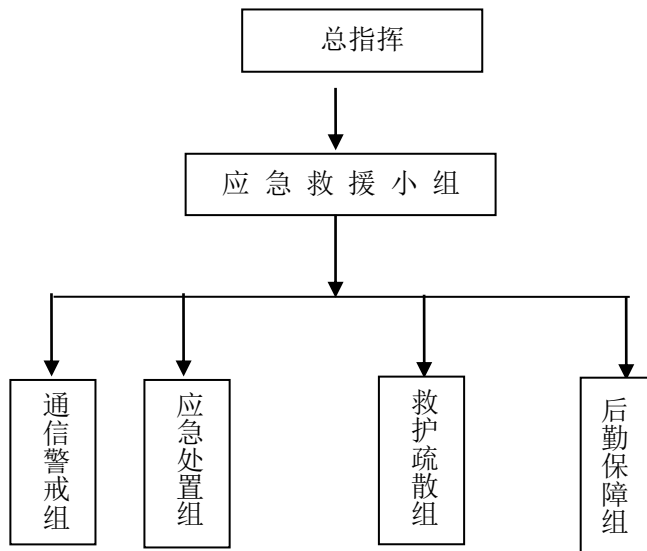 总指挥
应 急 救 援 小 组
通信警戒组
应急处置组
救护疏散组
后勤保障组